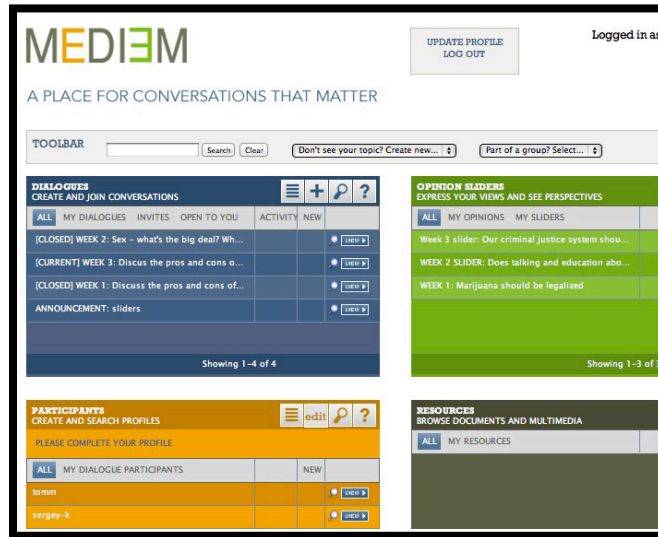 MEDIEM
UPDATE PROFILE
LOG OUT
Logged in as
A PLACE FOR CONVERSATIONS THAT MATTER
TOOLBAR Search Clear Don't see your topic? Create new... Part of a group? Select...
DIALOGUES
CREATE AND JOIN CONVERSATIONS ?
ALL MY DIALOGUES INVITES OPEN TO YOU ACTIVITY NEW
[CLOSED] WEEK 2: Sex - what's the big deal? Wh... VIEW
[CURRENT] WEEK 3: Discus the pros and cons o... VIEW
[CLOSED] WEEK 1: Discuss the pros and cons of... VIEW
ANNOUNCEMENT: sliders VIEW
Showing 1-4 of 4
OPINION SLIDERS
EXPRESS YOUR VIEWS AND SEE PERSPECTIVES
ALL MY OPINIONS MY SLIDERS
Week 3 slider: Our criminal justice system shou...
WEEK 2 SLIDER: Does talking and education abo...
WEEK 1: Marijuana should be legalized
Showing 1-3 of 3
PARTICIPANTS
CREATE AND SEARCH PROFILES edit ?
PLEASE COMPLETE YOUR PROFILE
ALL MY DIALOGUE PARTICIPANTS NEW
tomm VIEW
sergey-k VIEW
RESOURCES
BROWSE DOCUMENTS AND MULTIMEDIA
ALL MY RESOURCES